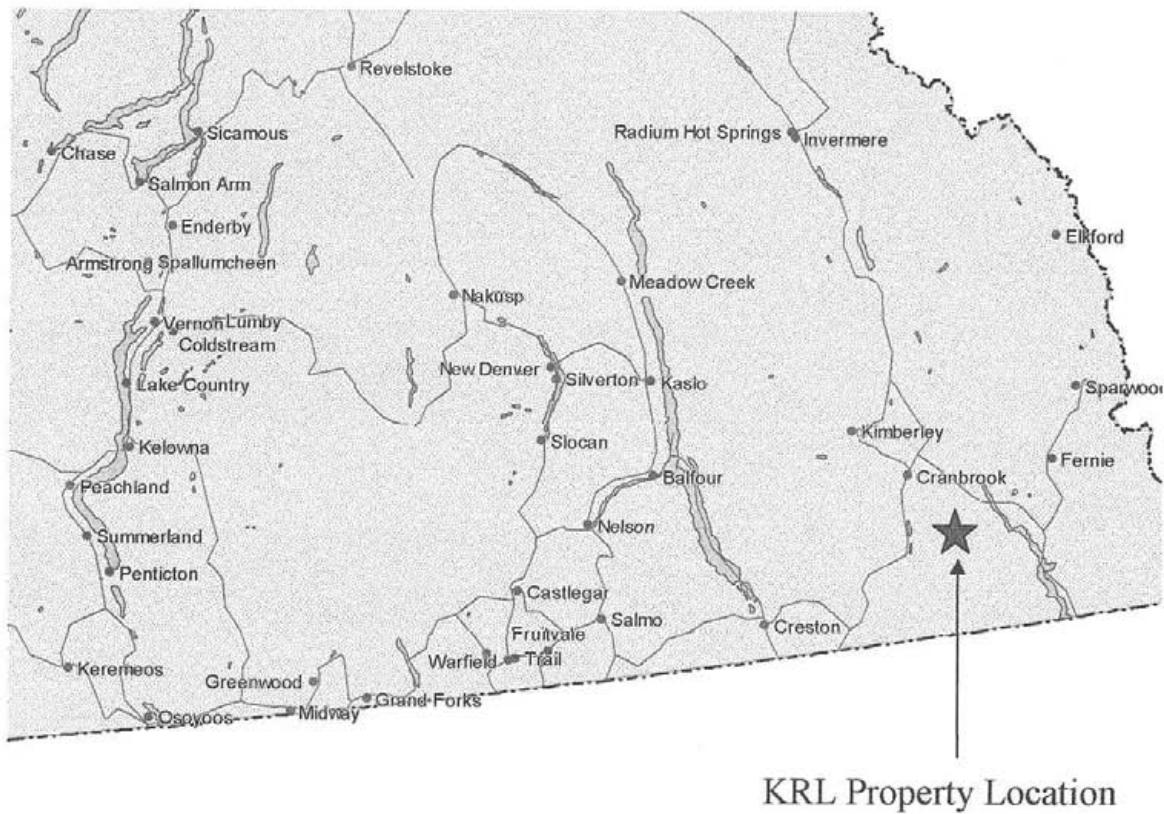 Revelstoke
Sicamous
Radium Hot Springs
Invermere
Chase
Salmon Arm
Enderby
Elkford
Armstrong Spallumcheen
Meadow Creek
Nakusp
Vernon Lumby
Coldstream
New Denver
Silverton
Kaslo
Lake Country
Sparwood
Kimberley
Slocan
Kelowna
Fernie
Balfour
Cranbrook
Peachland
Nelson
Summerland
Penticton
Castlegar
Salmo
Creston
Fruitvale
Warfield
Trail
Keremeos
Greenwood
Grand Forks
Midway
Osoyoos
KRL Property Location